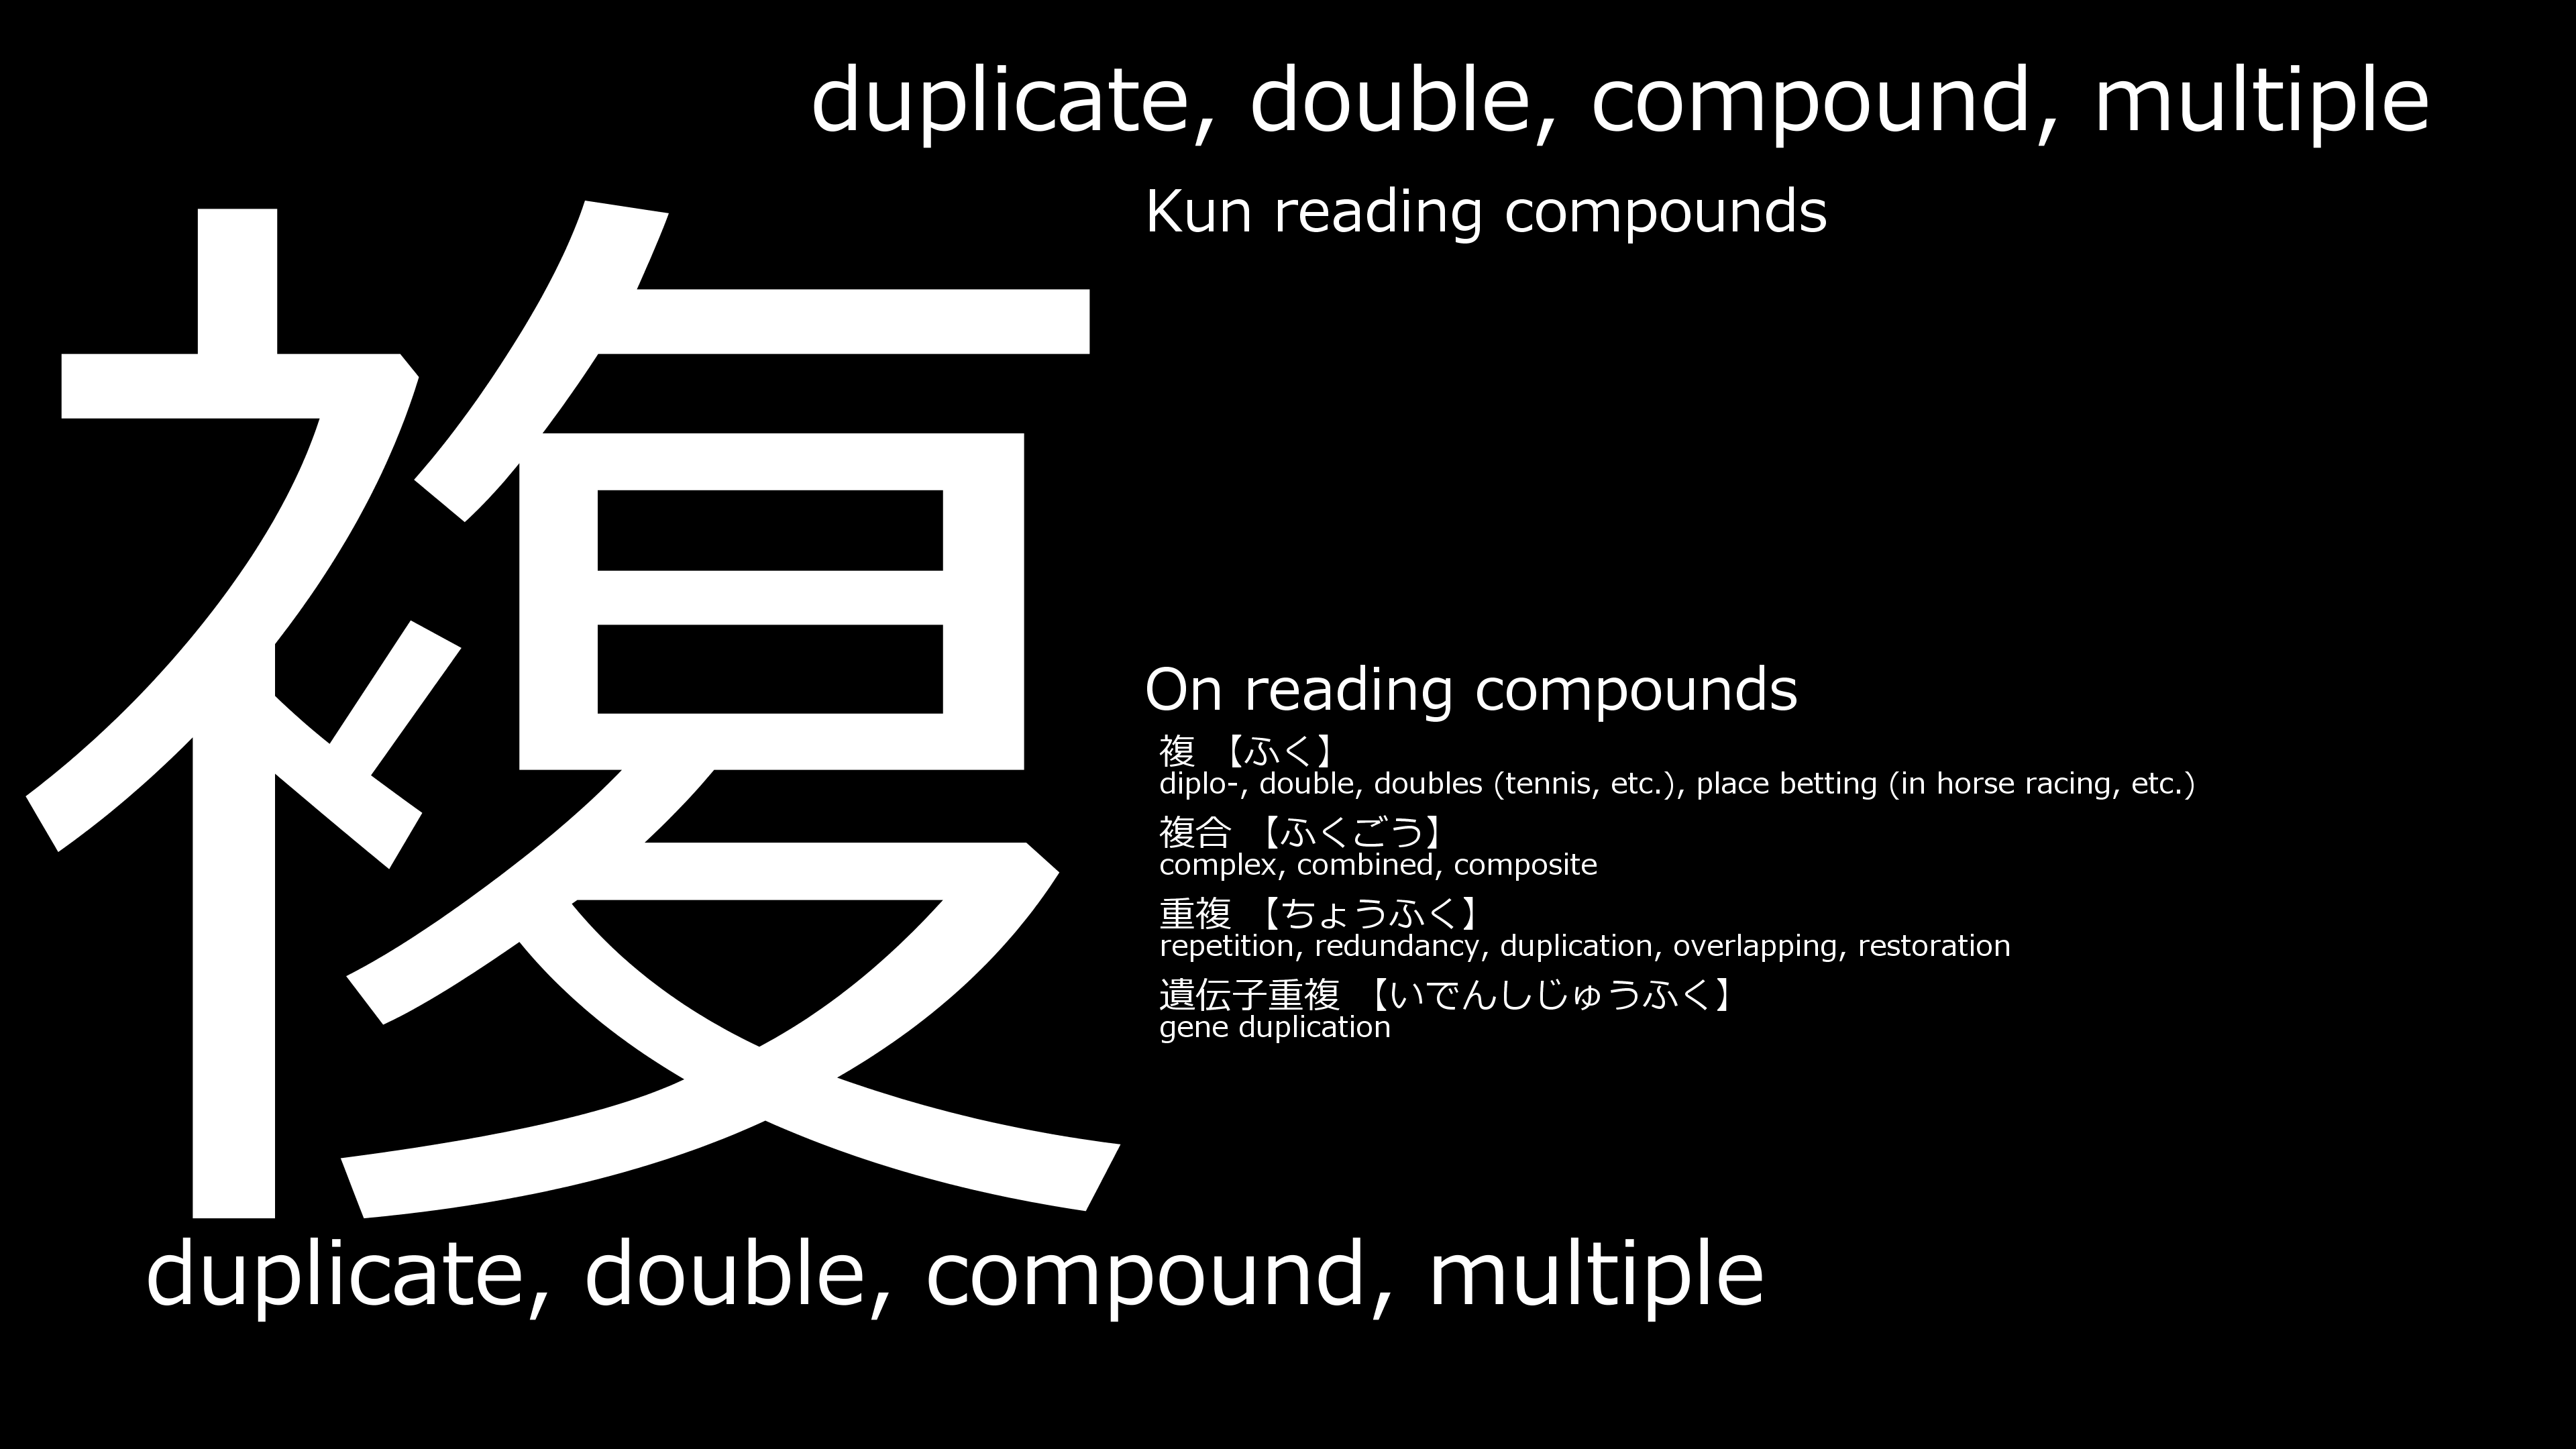 duplicate, double, compound, multiple
複
Kun reading compounds
On reading compounds
複 【ふく】
diplo-, double, doubles (tennis, etc.), place betting (in horse racing, etc.)
複合 【ふくごう】
complex, combined, composite
重複 【ちょうふく】
repetition, redundancy, duplication, overlapping, restoration
遺伝子重複 【いでんしじゅうふく】
gene duplication
duplicate, double, compound, multiple